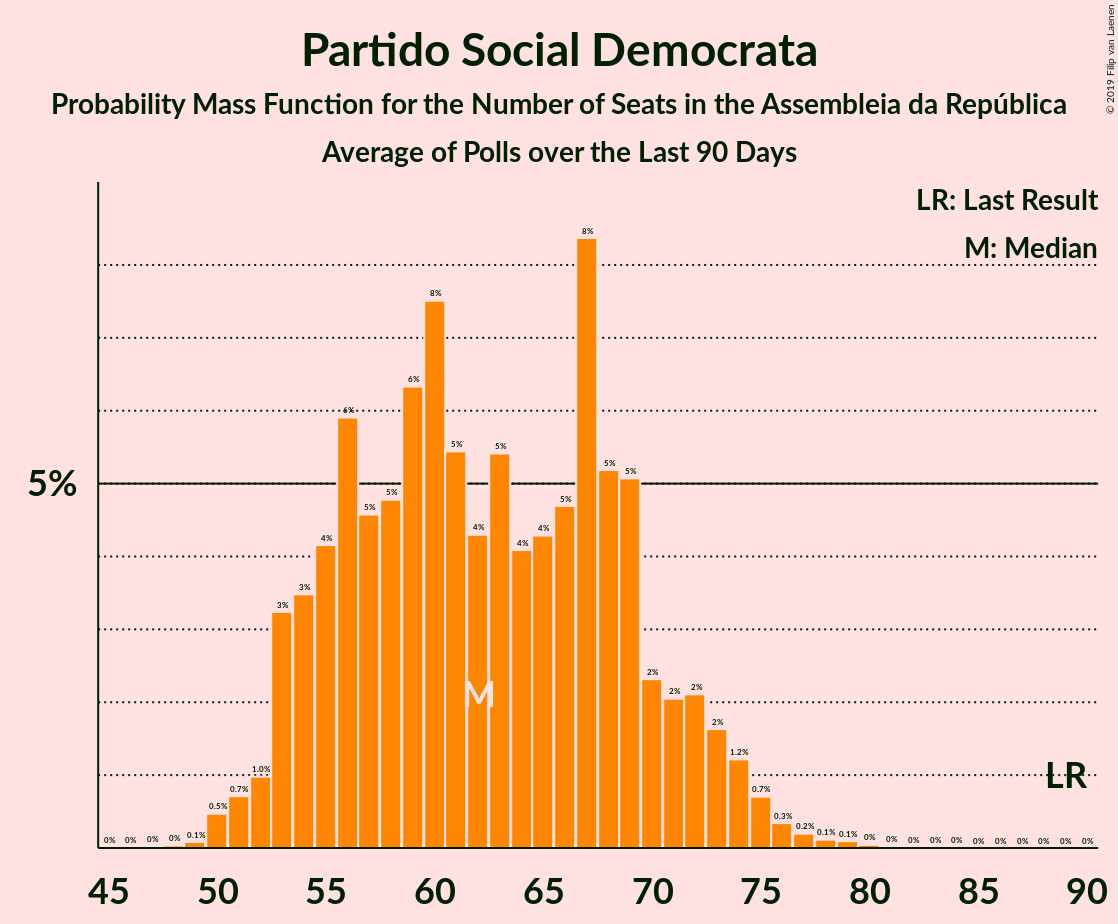 Partido Social Democrata
Probability Mass Function for the Number of Seats in the Assembleia da República
Average of Polls over the Last 90 Days
© 2019 Filip van Laenen
LR: Last Result
M: Median
5%
0% 0% 0% 0% 0.1% 0.5% 0.7% 1.0% 3% 3% 4% 6% 5% 5% 6% 8% 5% 4% 5% 4% 4% 5% 8% 5% 5% 2% 2% 2% 2% 1.2% 0.7% 0.3% 0.2% 0.1% 0.1% 0% 0% 0% 0% 0% 0% 0% 0% 0% 0% 0%
M
LR
45 50 55 60 65 70 75 80 85 90